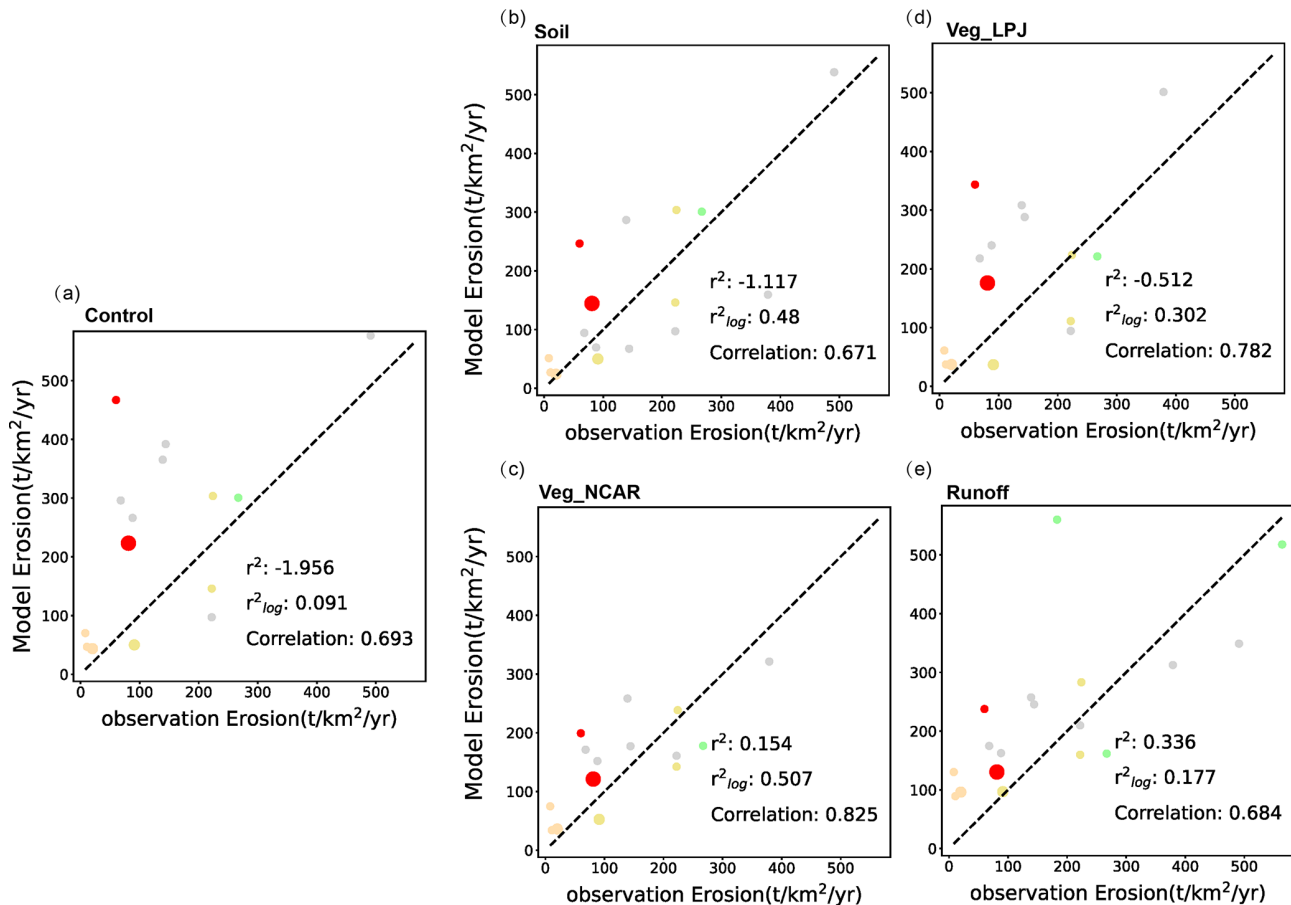 (a)
Control
Model Erosion(t/km²/yr)
500
400
300
200
100
0
r²: -1.956
r²log: 0.091
Correlation: 0.693
0 100 200 300 400 500
observation Erosion(t/km²/yr)
(b)
Soil
Model Erosion(t/km²/yr)
500
400
300
200
100
0
r²: -1.117
r²log: 0.48
Correlation: 0.671
0 100 200 300 400 500
observation Erosion(t/km²/yr)
(c)
Veg_NCAR
Model Erosion(t/km²/yr)
500
400
300
200
100
0
r²: 0.154
r²log: 0.507
Correlation: 0.825
0 100 200 300 400 500
observation Erosion(t/km²/yr)
(d)
Veg_LPJ
500
400
300
200
100
0
r²: -0.512
r²log: 0.302
Correlation: 0.782
0 100 200 300 400 500
observation Erosion(t/km²/yr)
(e)
Runoff
500
400
300
200
100
0
r²: 0.336
r²log: 0.177
Correlation: 0.684
0 100 200 300 400 500
observation Erosion(t/km²/yr)